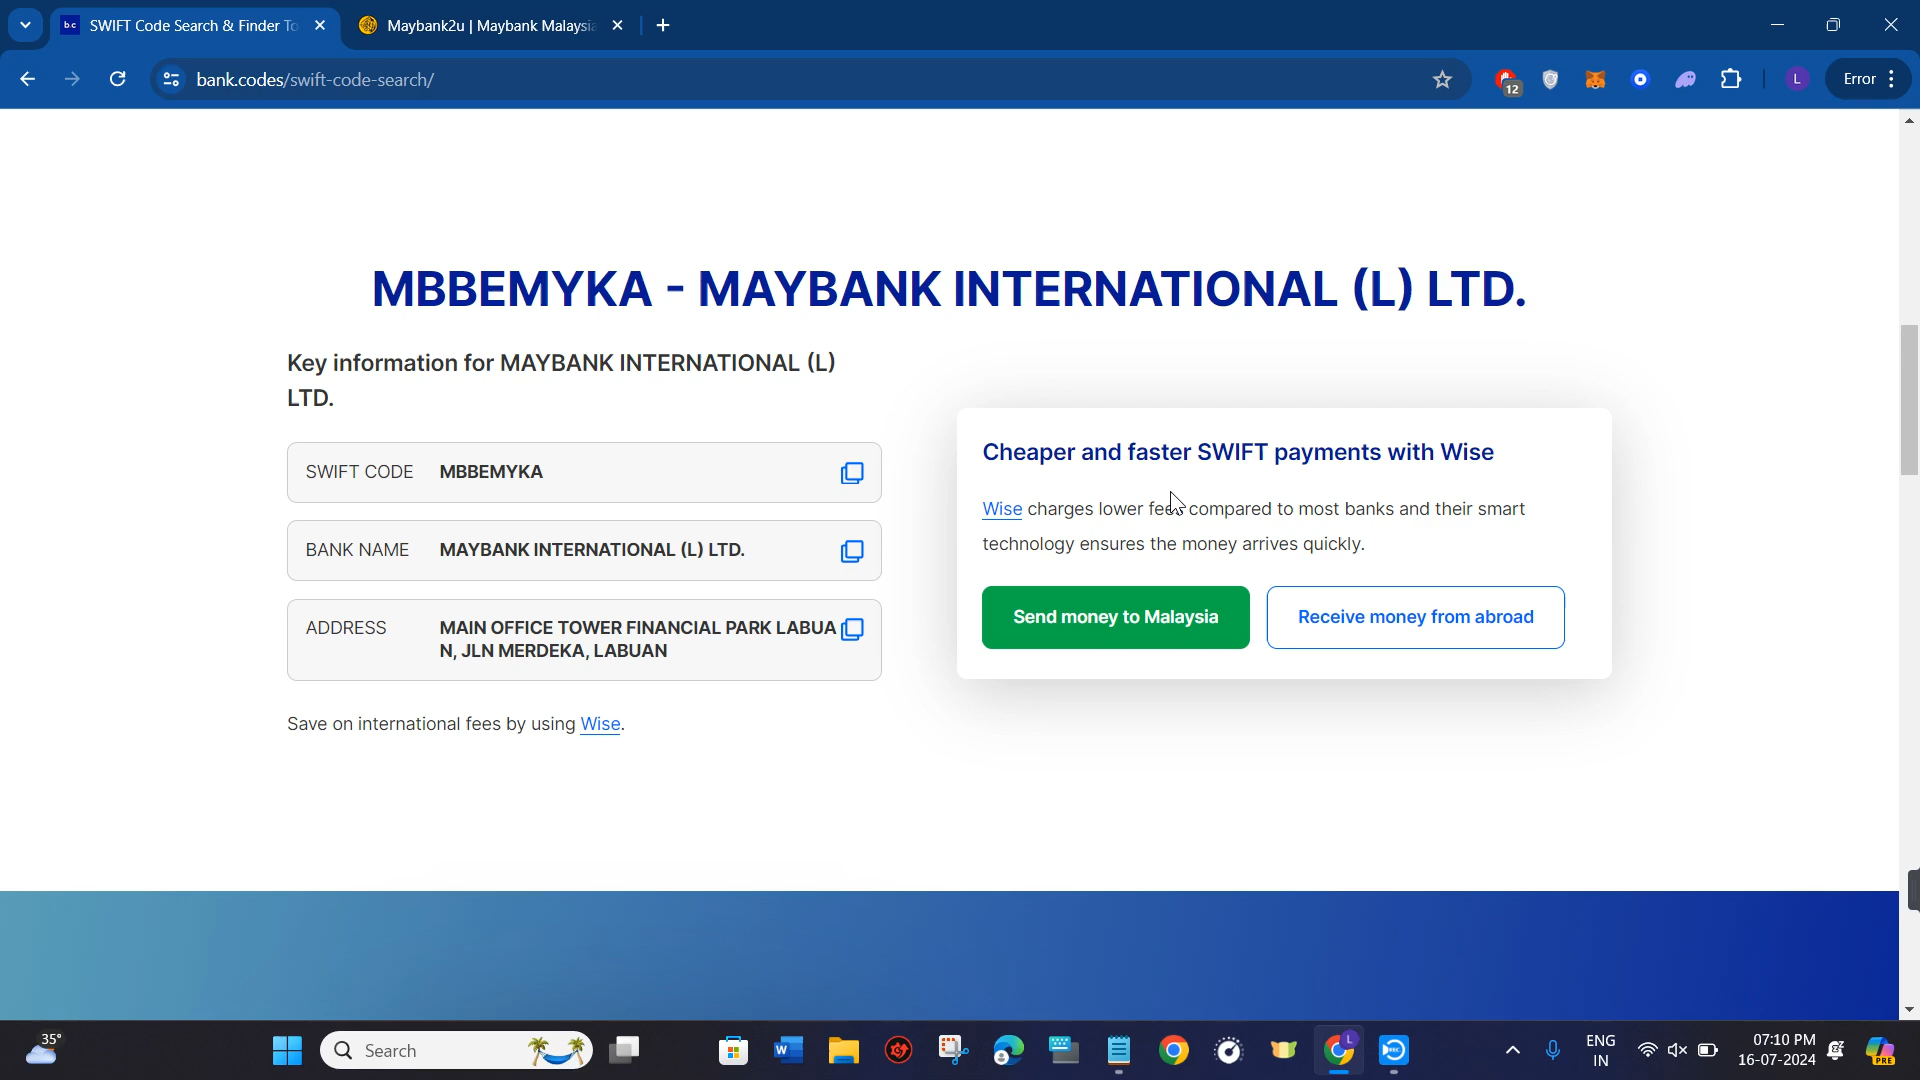 b.c SWIFT Code Search & Finder To
Maybank2u | Maybank Malaysia
bank.codes/swift-code-search/
12
L
Error
MBBEMYKA - MAYBANK INTERNATIONAL (L) LTD.
Key information for MAYBANK INTERNATIONAL (L)
LTD.
SWIFT CODE MBBEMYKA
BANK NAME MAYBANK INTERNATIONAL (L) LTD.
ADDRESS MAIN OFFICE TOWER FINANCIAL PARK LABUA
N, JLN MERDEKA, LABUAN
Save on international fees by using Wise.
Cheaper and faster SWIFT payments with Wise
Wise charges lower fees compared to most banks and their smart
technology ensures the money arrives quickly.
Send money to Malaysia
Receive money from abroad
35°
Search
W
L
REC
ENG
IN
07:10 PM
16-07-2024
PRE